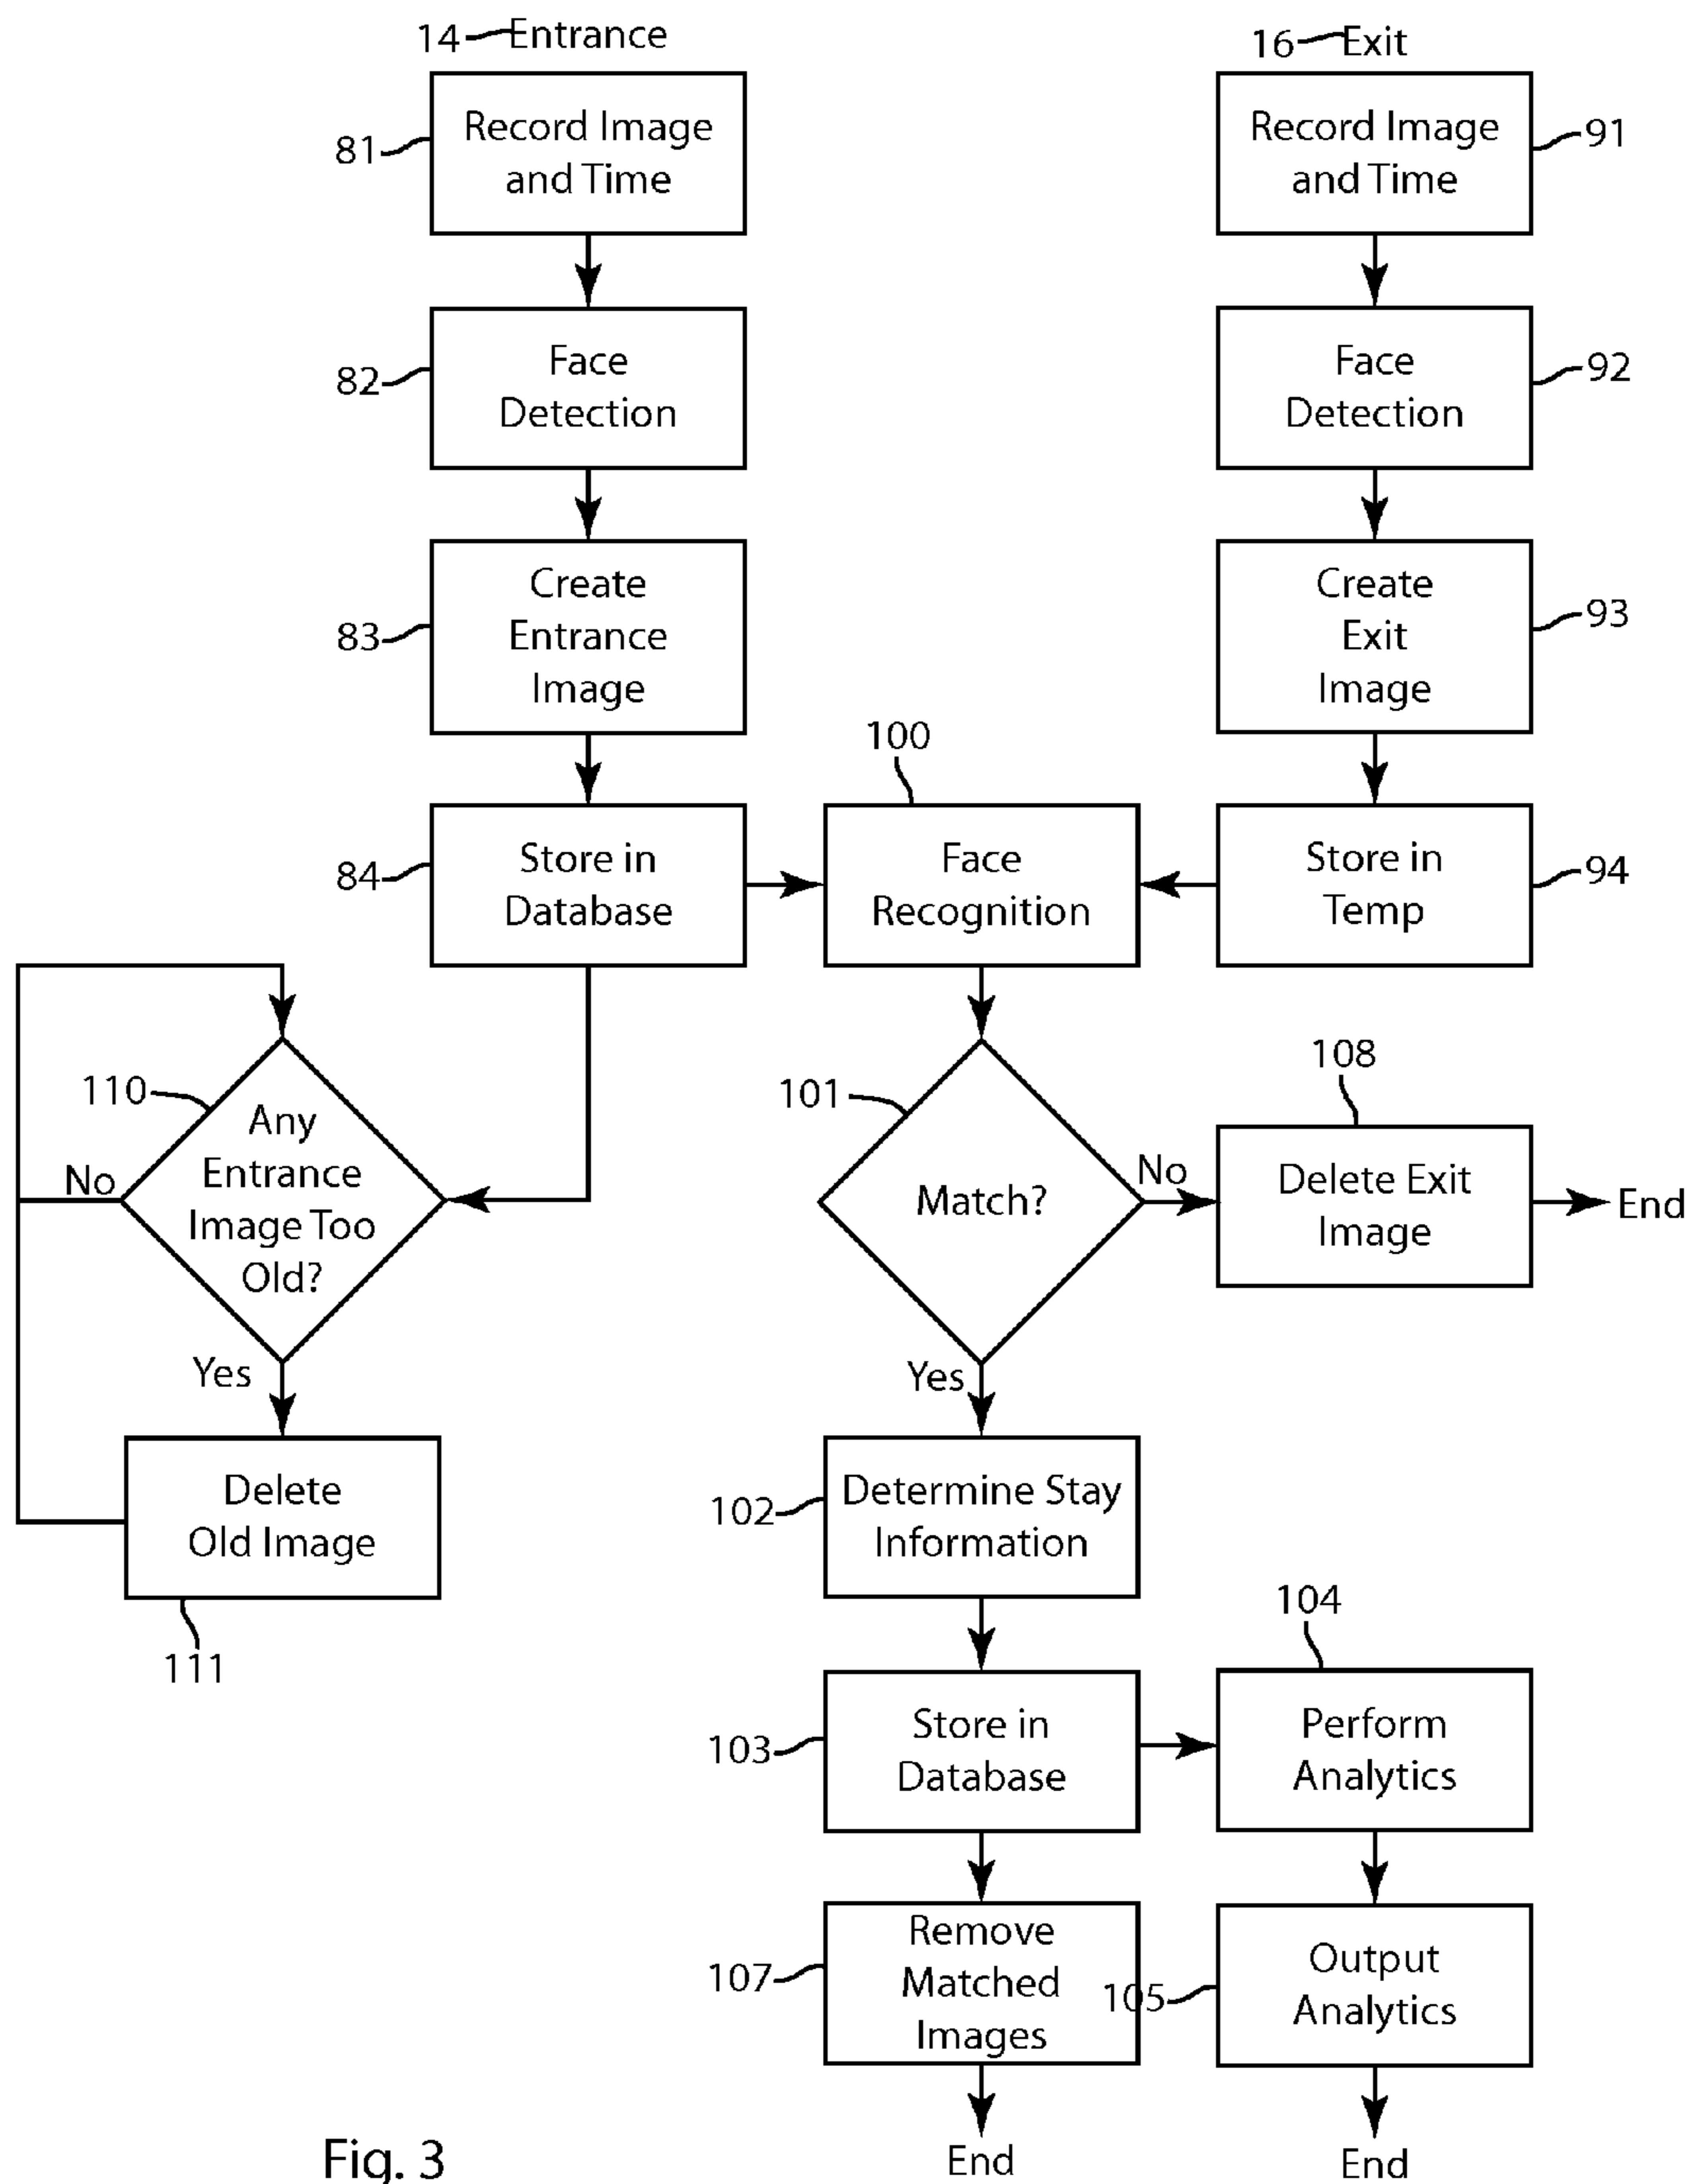 14 Entrance
16 Exit
Record Image
and Time
81
Record Image
and Time
91
Face
Detection
82
Face
Detection
92
Create
Entrance
Image
83
Create
Exit
Image
93
Store in
Database
84
100
Face
Recognition
Store in
Temp
94
110
Any
Entrance
Image Too
Old?
No
Yes
Delete
Old Image
111
101
Match?
No
108
Delete Exit
Image
End
Yes
102
Determine Stay
Information
103
Store in
Database
104
Perform
Analytics
107
Remove
Matched
Images
End
105
Output
Analytics
End
Fig. 3